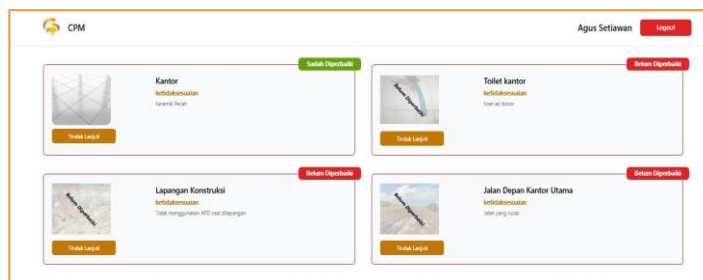 CPM
Agus Setiawan
Logout
Sudah Diperbaiki
Kantor
ketidaksesuaian
Keramik Pecah
Tindak Lanjuti
Belum Diperbaiki
Toilet kantor
ketidaksesuaian
Kran air bocor
Belum Diperbaiki
Tindak Lanjuti
Belum Diperbaiki
Lapangan Konstruksi
ketidaksesuaian
Tidak menggunakan APD saat dilapangan
Belum Diperbaiki
Tindak Lanjuti
Belum Diperbaiki
Jalan Depan Kantor Utama
ketidaksesuaian
Jalan yang rusak
Belum Diperbaiki
Tindak Lanjuti